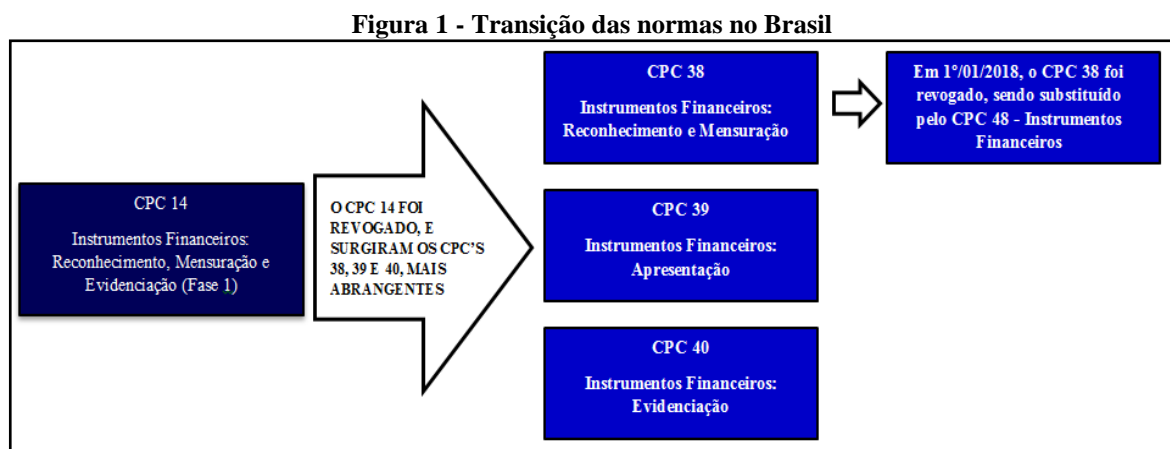 Figura 1 - Transição das normas no Brasil
CPC 14
Instrumentos Financeiros:
Reconhecimento, Mensuração e
Evidenciação (Fase 1)
O CPC 14 FOI
REVOGADO, E
SURGIRAM OS CPC'S
38, 39 E 40, MAIS
ABRANGENTES
CPC 38
Instrumentos Financeiros:
Reconhecimento e Mensuração
Em 1º/01/2018, o CPC 38 foi
revogado, sendo substituído
pelo CPC 48 - Instrumentos
Financeiros
CPC 39
Instrumentos Financeiros:
Apresentação
CPC 40
Instrumentos Financeiros:
Evidenciação